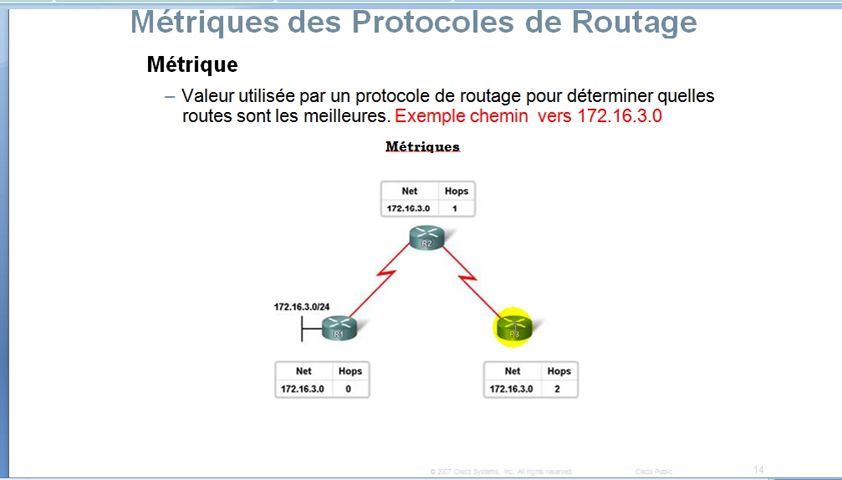 Métriques des Protocoles de Routage
Métrique
– Valeur utilisée par un protocole de routage pour déterminer quelles
routes sont les meilleures. Exemple chemin vers 172.16.3.0
Métriques
Net Hops
172.16.3.0 1
R2
172.16.3.0/24
R1
R3
Net Hops
172.16.3.0 0
Net Hops
172.16.3.0 2
© 2007 Cisco Systems, Inc. All rights reserved.
Cisco Public
14